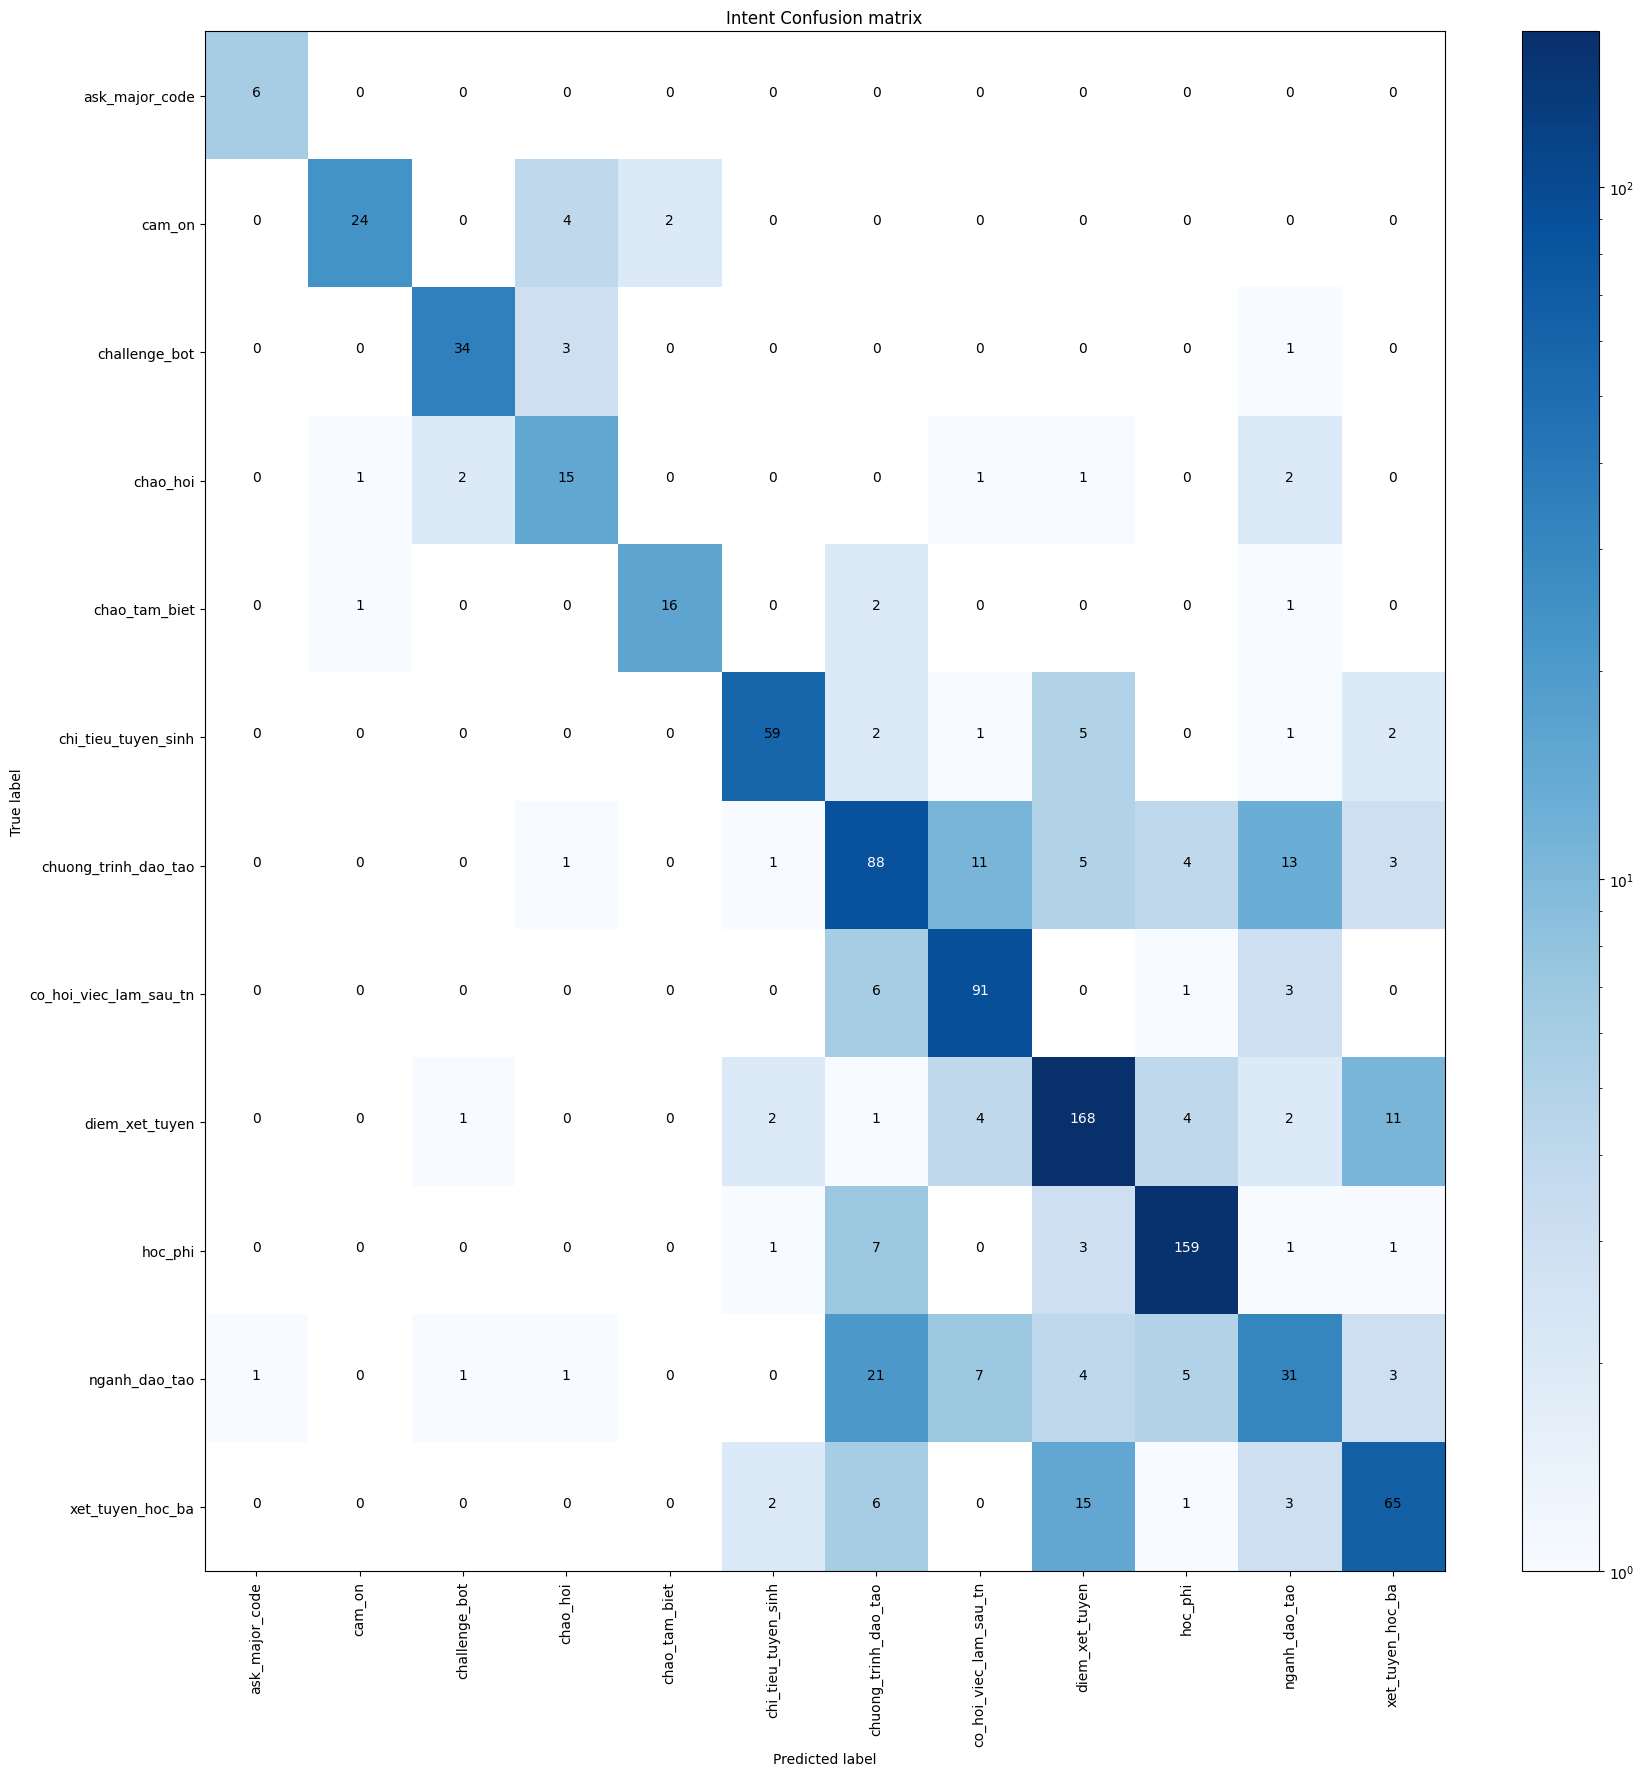 Intent Confusion matrix
ask_major_code 6 0 0 0 0 0 0 0 0 0 0 0
cam_on 0 24 0 4 2 0 0 0 0 0 0 0
challenge_bot 0 0 34 3 0 0 0 0 0 0 1 0
chao_hoi 0 1 2 15 0 0 0 1 1 0 2 0
chao_tam_biet 0 1 0 0 16 0 2 0 0 0 1 0
chi_tieu_tuyen_sinh 0 0 0 0 0 59 2 1 5 0 1 2
chuong_trinh_dao_tao 0 0 0 1 0 1 88 11 5 4 13 3
co_hoi_viec_lam_sau_tn 0 0 0 0 0 0 6 91 0 1 3 0
diem_xet_tuyen 0 0 1 0 0 2 1 4 168 4 2 11
hoc_phi 0 0 0 0 0 1 7 0 3 159 1 1
nganh_dao_tao 1 0 1 1 0 0 21 7 4 5 31 3
xet_tuyen_hoc_ba 0 0 0 0 0 2 6 0 15 1 3 65
True label
ask_major_code
cam_on
challenge_bot
chao_hoi
chao_tam_biet
chi_tieu_tuyen_sinh
chuong_trinh_dao_tao
co_hoi_viec_lam_sau_tn
diem_xet_tuyen
hoc_phi
nganh_dao_tao
xet_tuyen_hoc_ba
Predicted label
10²
10¹
10⁰